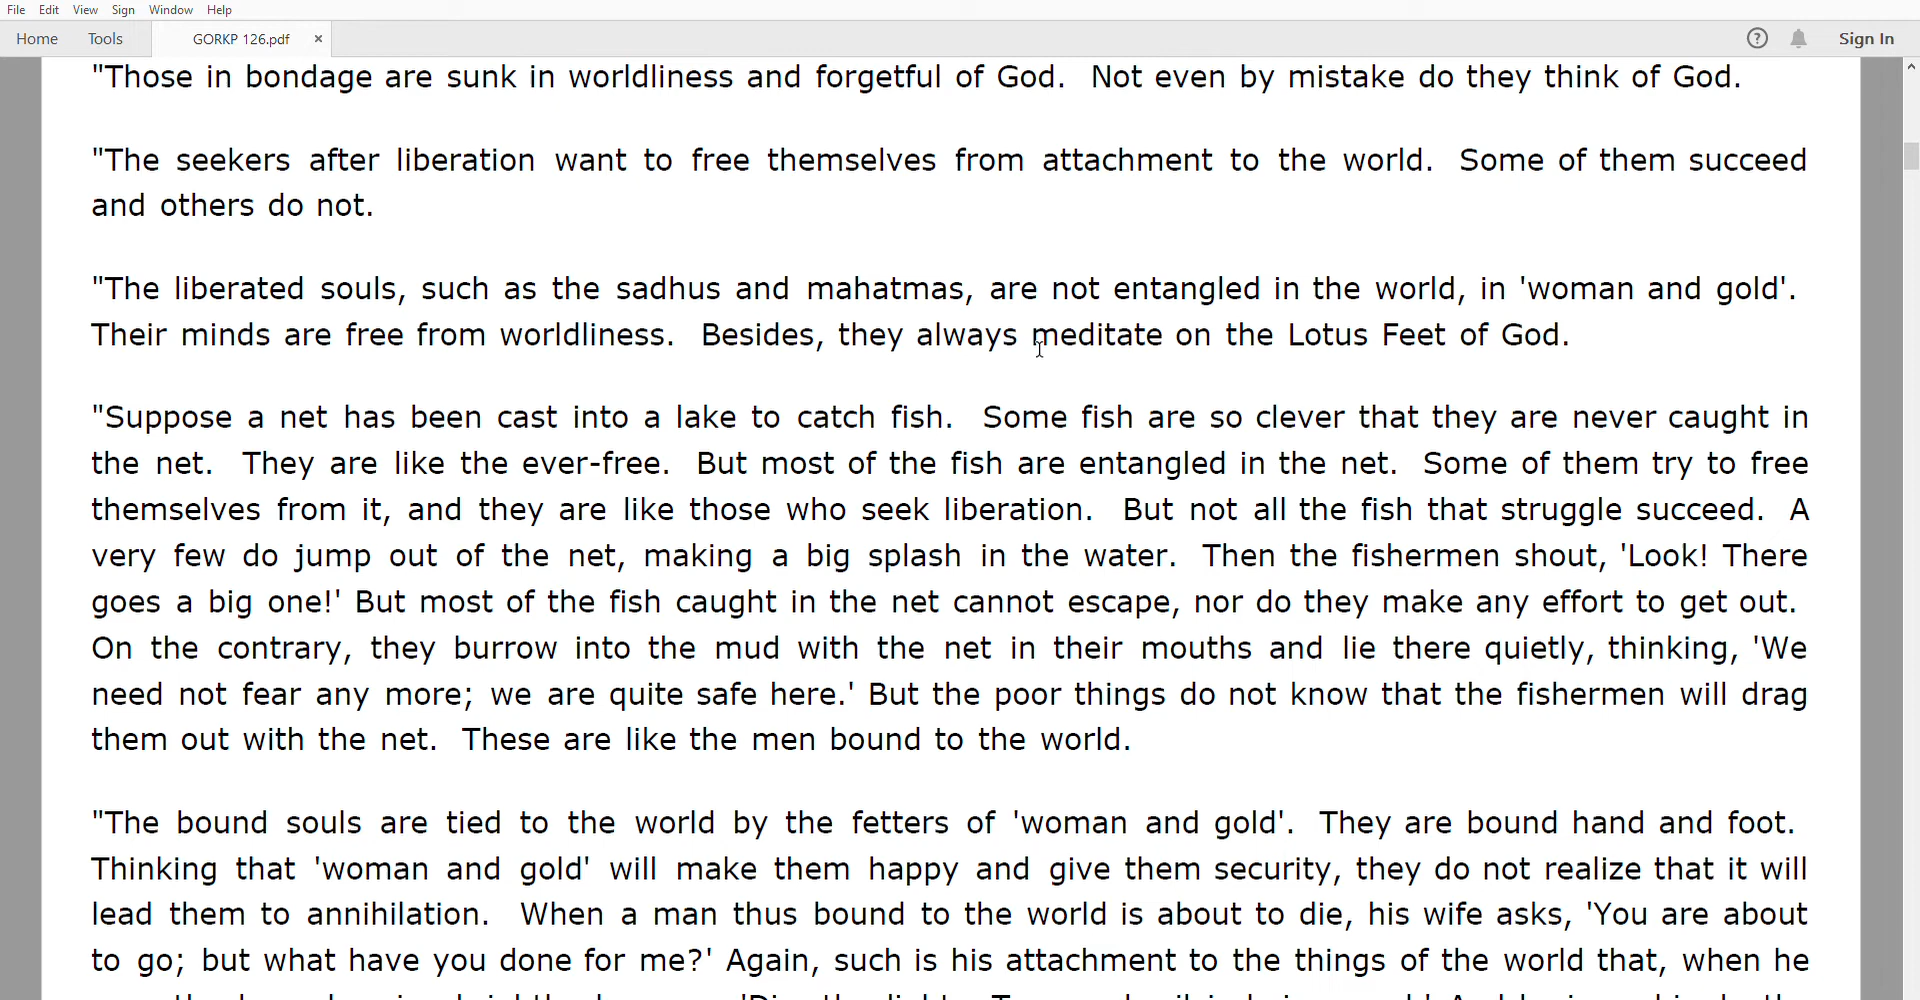 File Edit View Sign Window Help
Home Tools GORKP 126.pdf × ? Sign In
"Those in bondage are sunk in worldliness and forgetful of God. Not even by mistake do they think of God.
"The seekers after liberation want to free themselves from attachment to the world. Some of them succeed
and others do not.
"The liberated souls, such as the sadhus and mahatmas, are not entangled in the world, in 'woman and gold'.
Their minds are free from worldliness. Besides, they always meditate on the Lotus Feet of God.
"Suppose a net has been cast into a lake to catch fish. Some fish are so clever that they are never caught in
the net. They are like the ever-free. But most of the fish are entangled in the net. Some of them try to free
themselves from it, and they are like those who seek liberation. But not all the fish that struggle succeed. A
very few do jump out of the net, making a big splash in the water. Then the fishermen shout, 'Look! There
goes a big one!' But most of the fish caught in the net cannot escape, nor do they make any effort to get out.
On the contrary, they burrow into the mud with the net in their mouths and lie there quietly, thinking, 'We
need not fear any more; we are quite safe here.' But the poor things do not know that the fishermen will drag
them out with the net. These are like the men bound to the world.
"The bound souls are tied to the world by the fetters of 'woman and gold'. They are bound hand and foot.
Thinking that 'woman and gold' will make them happy and give them security, they do not realize that it will
lead them to annihilation. When a man thus bound to the world is about to die, his wife asks, 'You are about
to go; but what have you done for me?' Again, such is his attachment to the things of the world that, when he